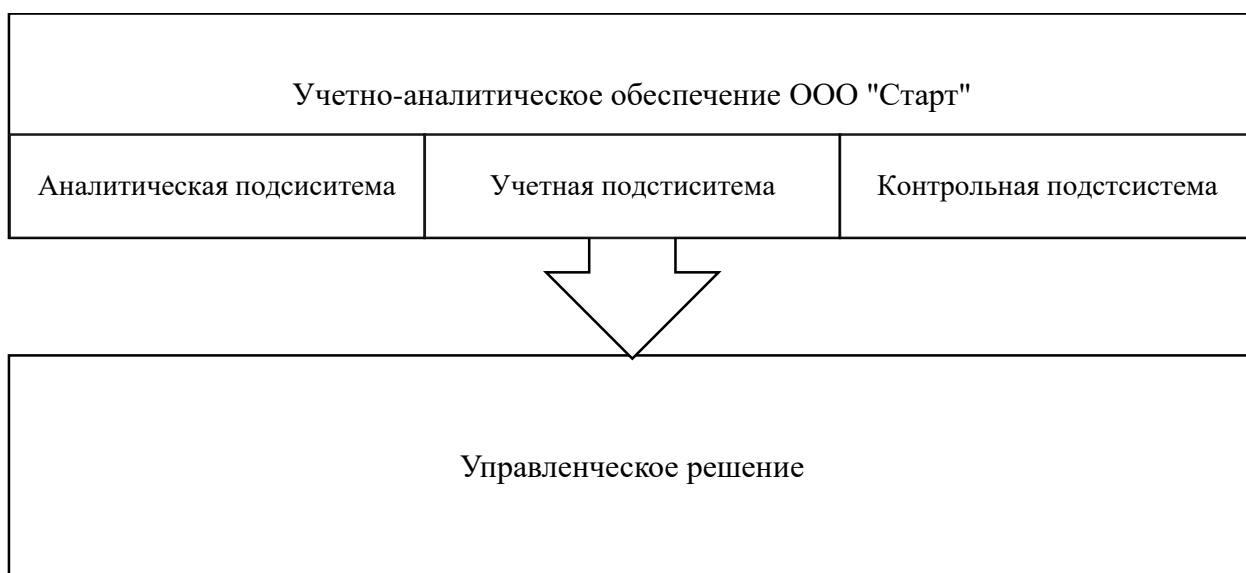 Учетно-аналитическое обеспечение ООО "Старт"
Аналитическая подсиситема
Учетная подстиситема
Контрольная подстсистема
Управленческое решение